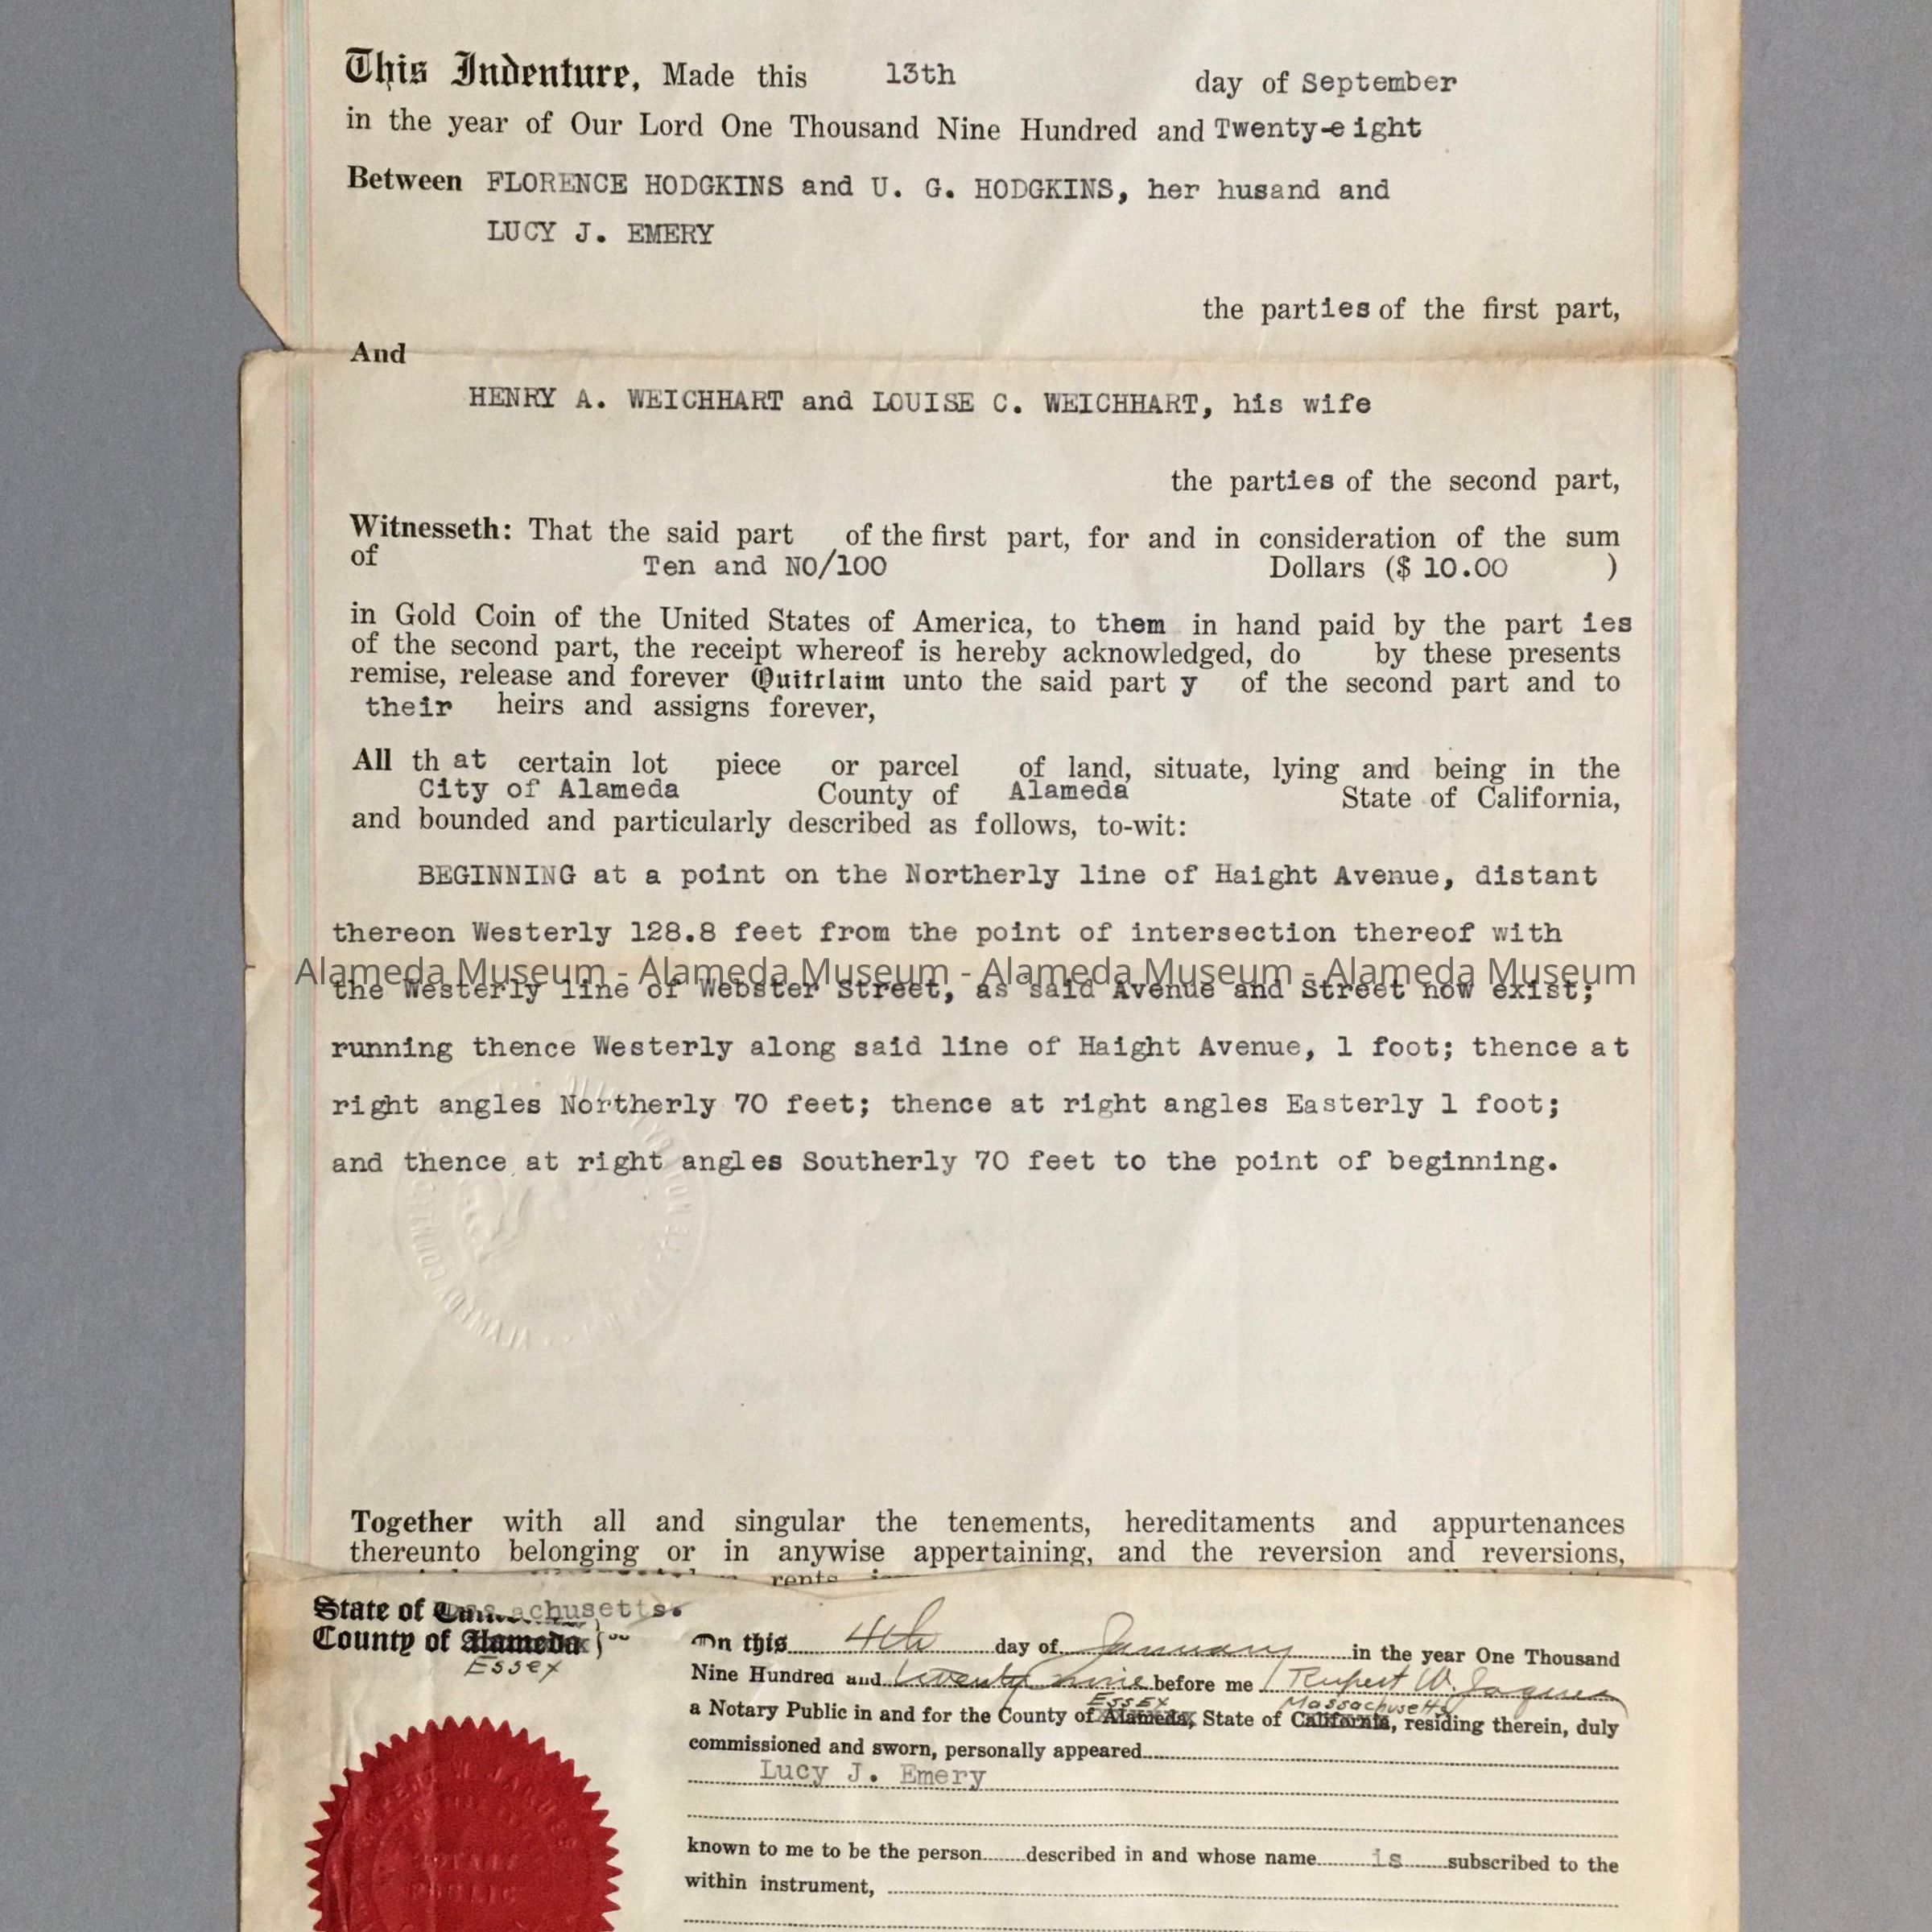 This Indenture, Made this 13th day of September
in the year of Our Lord One Thousand Nine Hundred and Twenty-eight
Between FLORENCE HODGKINS and U. G. HODGKINS, her husand and
LUCY J. EMERY
the parties of the first part,
And
HENRY A. WEICHHART and LOUISE C. WEICHHART, his wife
the parties of the second part,
Witnesseth: That the said part of the first part, for and in consideration of the sum
of Ten and NO/100 Dollars ($ 10.00 )
in Gold Coin of the United States of America, to them in hand paid by the part ies
of the second part, the receipt whereof is hereby acknowledged, do by these presents
remise, release and forever Quitclaim unto the said part y of the second part and to
their heirs and assigns forever,
All th at certain lot piece or parcel of land, situate, lying and being in the
City of Alameda County of Alameda State of California,
and bounded and particularly described as follows, to-wit:
BEGINNING at a point on the Northerly line of Haight Avenue, distant
thereon Westerly 128.8 feet from the point of intersection thereof with
Alameda Museum - Alameda Museum - Alameda Museum - Alameda Museum
the Westerly line of Webster Street, as said Avenue and Street now exist;
running thence Westerly along said line of Haight Avenue, 1 foot; thence at
right angles Northerly 70 feet; thence at right angles Easterly 1 foot;
and thence at right angles Southerly 70 feet to the point of beginning.
Together with all and singular the tenements, hereditaments and appurtenances
thereunto belonging or in anywise appertaining, and the reversion and reversions,
rents
State of achusetts.
County of Alameda
Essex
On this 4th day of January in the year One Thousand
Nine Hundred and twenty nine before me Rupert W. Jaques
Essex Massachusetts
a Notary Public in and for the County of Alameda, State of California, residing therein, duly
commissioned and sworn, personally appeared
Lucy J. Emery
known to me to be the person described in and whose name is subscribed to the
within instrument,
NOTARY
PUBLIC